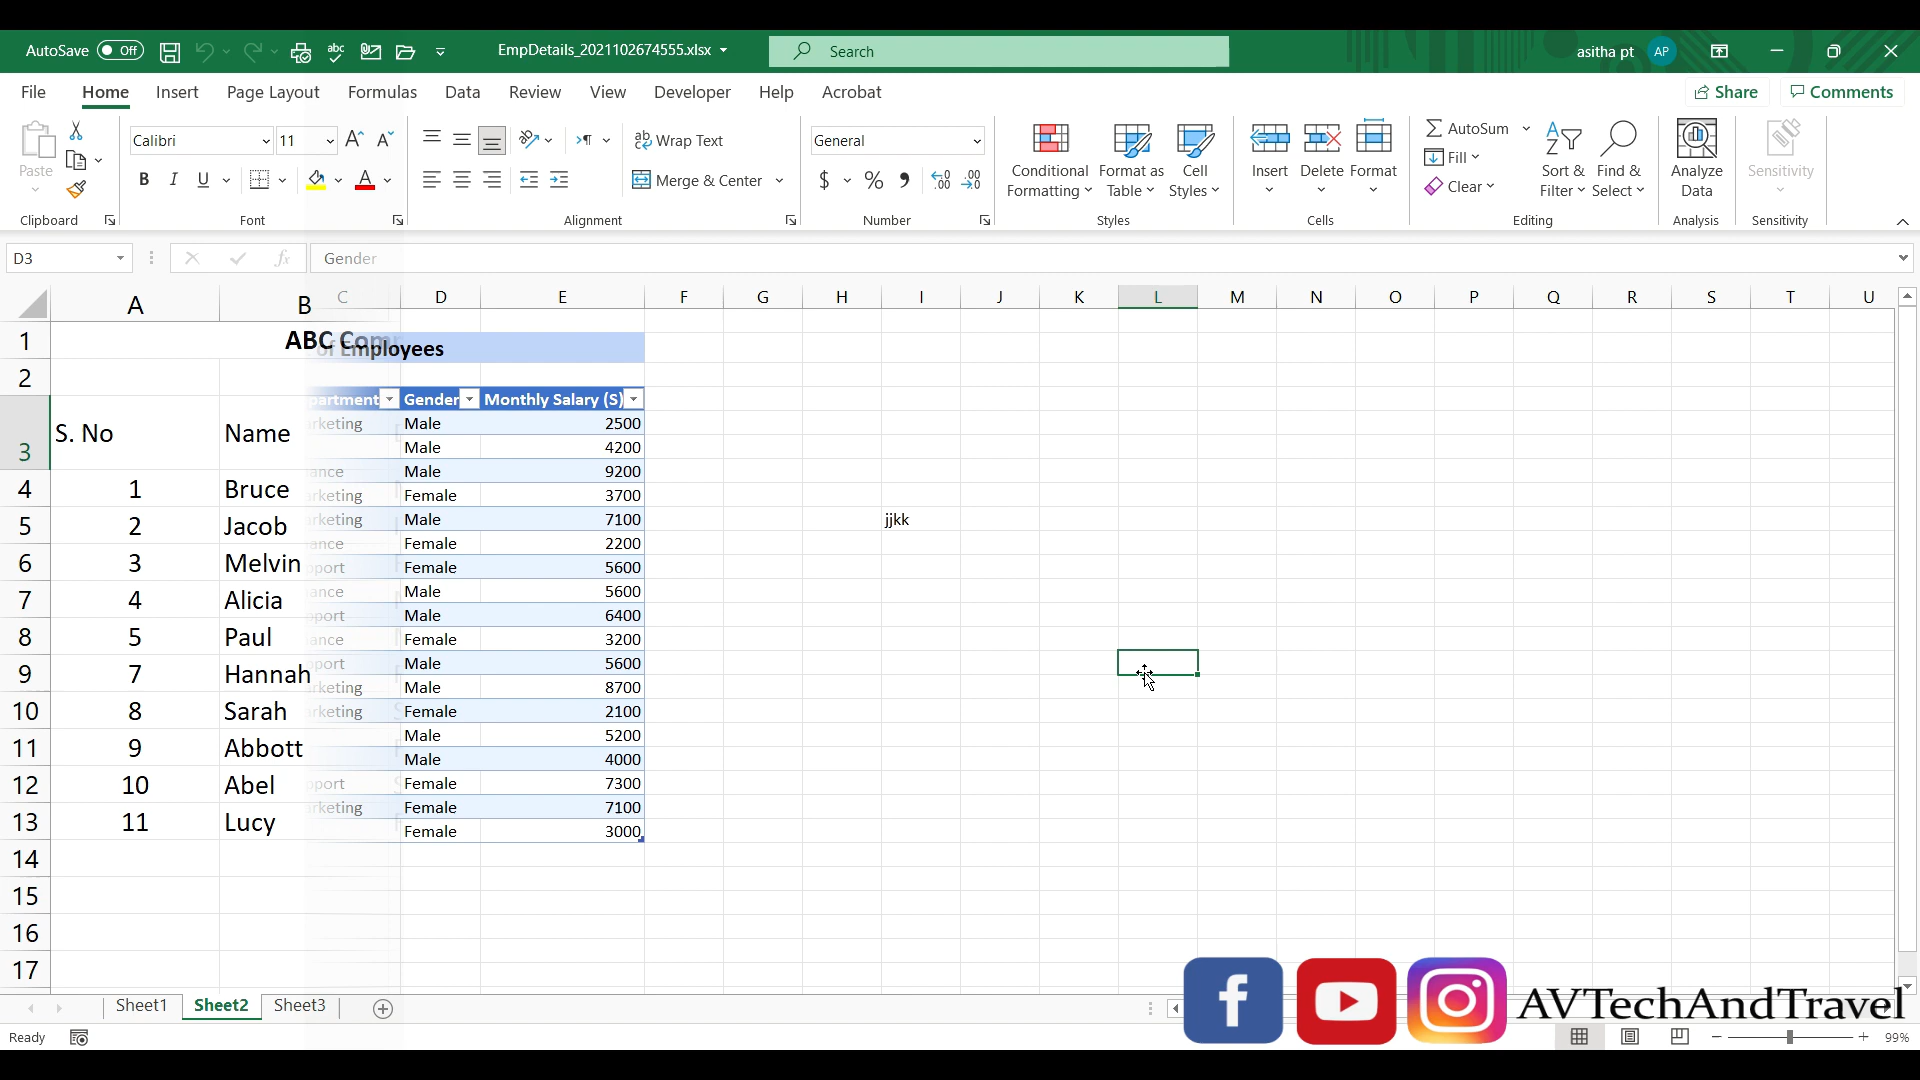 AutoSave Off EmpDetails_2021102674555.xlsx Search asitha pt AP
File Home Insert Page Layout Formulas Data Review View Developer Help Acrobat Share Comments
Calibri 11 Wrap Text General AutoSum
Paste Conditional Formatting Format as Table Cell Styles Insert Delete Format Fill Sort & Filter Find & Select Analyze Data Sensitivity
B I U Merge & Center $ % Clear
Clipboard Font Alignment Number Styles Cells Editing Analysis Sensitivity
D3 fx Gender
A B C D E F G H I J K L M N O P Q R S T U
1 ABC Com of Employees
2
3 S. No Name partment Gender Monthly Salary (S)
rketing Male 2500
Male 4200
ance Male 9200
4 1 Bruce rketing Female 3700
5 2 Jacob rketing Male 7100 jjkk
ance Female 2200
6 3 Melvin pport Female 5600
7 4 Alicia ance Male 5600
pport Male 6400
8 5 Paul ance Female 3200
9 7 Hannah pport Male 5600
rketing Male 8700
10 8 Sarah rketing Female 2100
11 9 Abbott Male 5200
Male 4000
12 10 Abel pport Female 7300
13 11 Lucy rketing Female 7100
Female 3000
14
15
16
17
Sheet1 Sheet2 Sheet3 AVTechAndTravel
Ready 99%